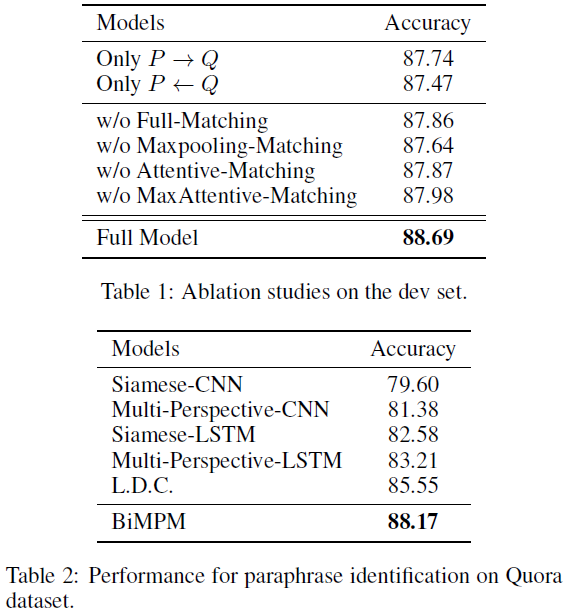 Models Accuracy
Only P → Q 87.74
Only P ← Q 87.47
w/o Full-Matching 87.86
w/o Maxpooling-Matching 87.64
w/o Attentive-Matching 87.87
w/o MaxAttentive-Matching 87.98
Full Model 88.69
Table 1: Ablation studies on the dev set.
Models Accuracy
Siamese-CNN 79.60
Multi-Perspective-CNN 81.38
Siamese-LSTM 82.58
Multi-Perspective-LSTM 83.21
L.D.C. 85.55
BiMPM 88.17
Table 2: Performance for paraphrase identification on Quora
dataset.